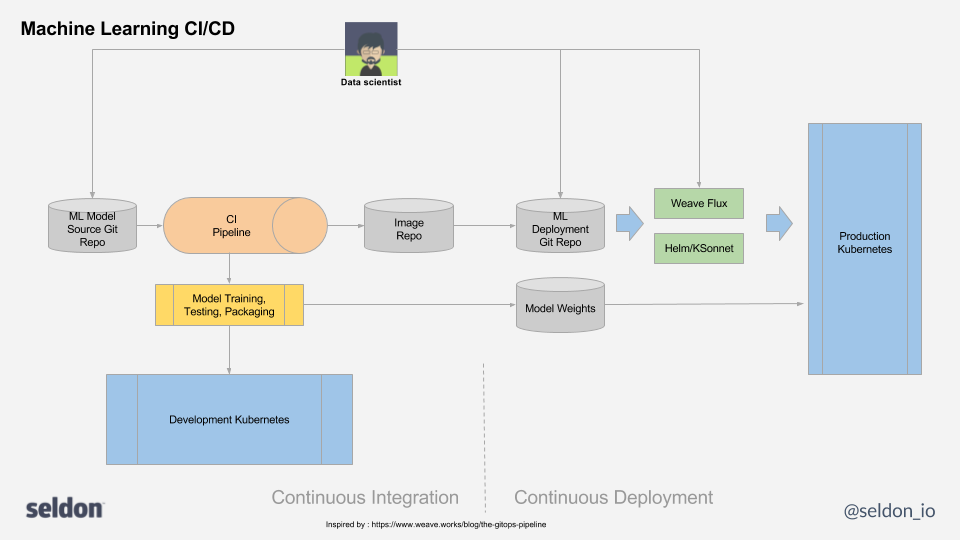 Machine Learning CI/CD
Data scientist
ML Model
Source Git
Repo
CI
Pipeline
Image
Repo
ML
Deployment
Git Repo
Weave Flux
Helm/KSonnet
Production
Kubernetes
Model Training,
Testing, Packaging
Model Weights
Development Kubernetes
Continuous Integration
Continuous Deployment
seldon
@seldon_io
Inspired by : https://www.weave.works/blog/the-gitops-pipeline